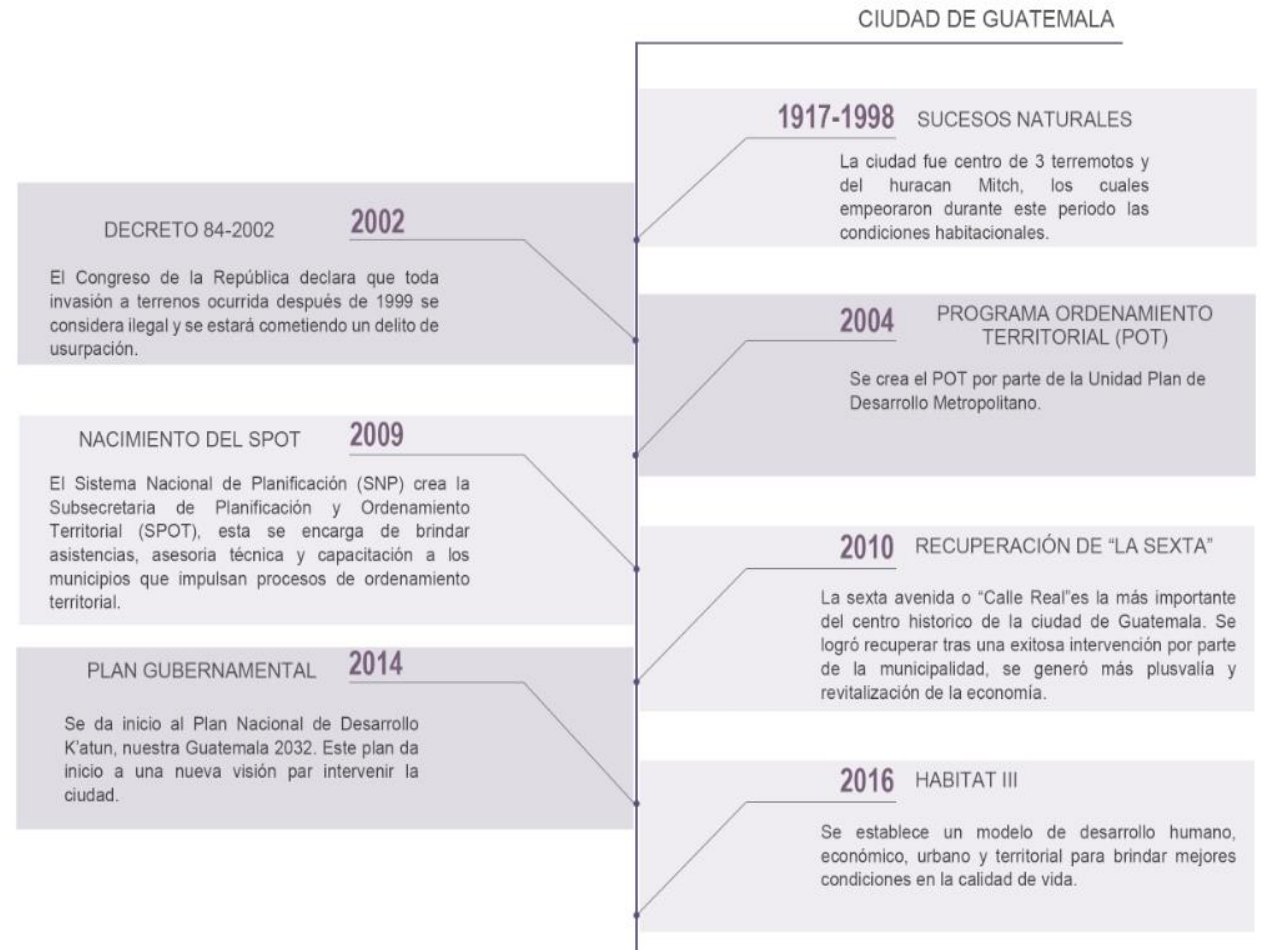 CIUDAD DE GUATEMALA
1917-1998 SUCESOS NATURALES
La ciudad fue centro de 3 terremotos y
del huracan Mitch, los cuales
empeoraron durante este periodo las
condiciones habitacionales.
DECRETO 84-2002 2002
El Congreso de la República declara que toda
invasión a terrenos ocurrida después de 1999 se
considera ilegal y se estará cometiendo un delito de
usurpación.
2004 PROGRAMA ORDENAMIENTO
TERRITORIAL (POT)
Se crea el POT por parte de la Unidad Plan de
Desarrollo Metropolitano.
NACIMIENTO DEL SPOT 2009
El Sistema Nacional de Planificación (SNP) crea la
Subsecretaria de Planificación y Ordenamiento
Territorial (SPOT), esta se encarga de brindar
asistencias, asesoria técnica y capacitación a los
municipios que impulsan procesos de ordenamiento
territorial.
2010 RECUPERACIÓN DE “LA SEXTA”
La sexta avenida o “Calle Real”es la más importante
del centro historico de la ciudad de Guatemala. Se
logró recuperar tras una exitosa intervención por parte
de la municipalidad, se generó más plusvalía y
revitalización de la economía.
PLAN GUBERNAMENTAL 2014
Se da inicio al Plan Nacional de Desarrollo
K’atun, nuestra Guatemala 2032. Este plan da
inicio a una nueva visión par intervenir la
ciudad.
2016 HABITAT III
Se establece un modelo de desarrollo humano,
económico, urbano y territorial para brindar mejores
condiciones en la calidad de vida.